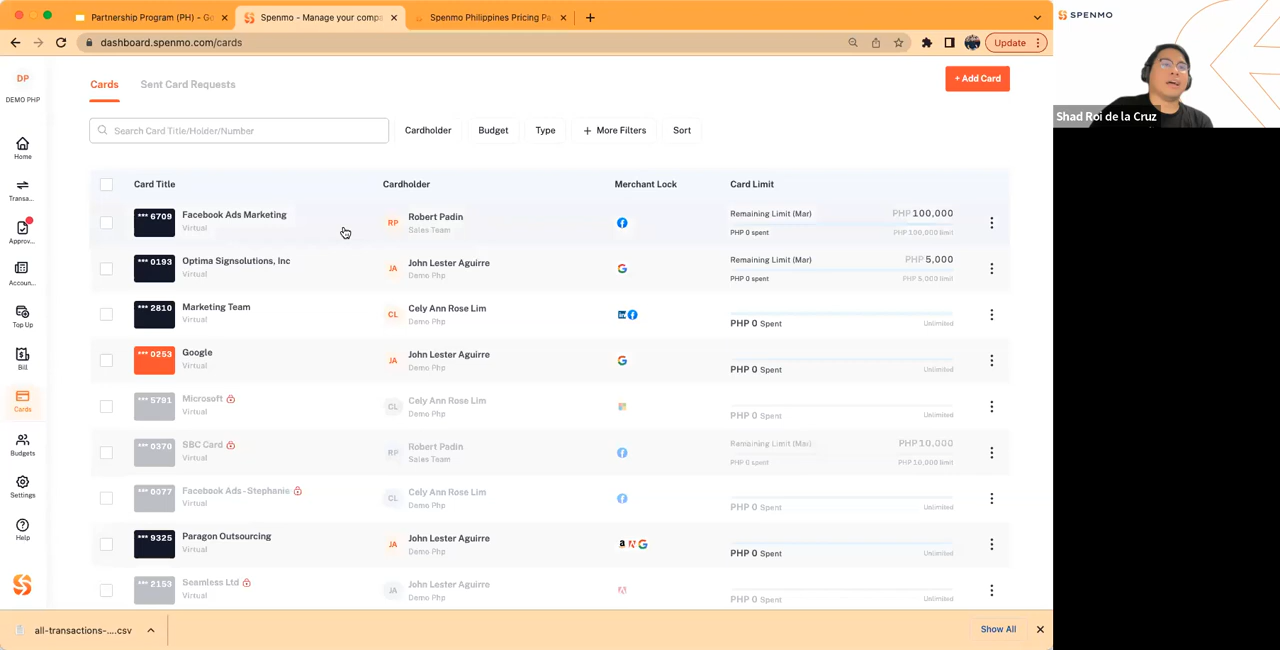 Partnership Program (PH) - Go
Spenmo - Manage your comp
Spenmo Philippines Pricing Pa
dashboard.spenmo.com/cards
Update
SPENMO
Shad Roi de la Cruz
DP
DEMO PHP
Home
Transa...
Approv...
Accoun...
Top Up
Bill
Cards
Budgets
Settings
Help
Cards
Sent Card Requests
+ Add Card
Search Card Title/Holder/Number
Cardholder
Budget
Type
+ More Filters
Sort
Card Title
Cardholder
Merchant Lock
Card Limit
*** 6709
Facebook Ads Marketing
Virtual
RP
Robert Padin
Sales Team
Remaining Limit (Mar)
PHP 100,000
PHP 0 spent
PHP 100,000 limit
*** 0193
Optima Signsolutions, Inc
Virtual
JA
John Lester Aguirre
Demo Php
Remaining Limit (Mar)
PHP 5,000
PHP 0 spent
PHP 5,000 limit
*** 2810
Marketing Team
Virtual
CL
Cely Ann Rose Lim
Demo Php
PHP 0 Spent
Unlimited
*** 0253
Google
Virtual
JA
John Lester Aguirre
Demo Php
PHP 0 Spent
Unlimited
*** 5791
Microsoft
Virtual
CL
Cely Ann Rose Lim
Demo Php
PHP 0 Spent
Unlimited
*** 0370
SBC Card
Virtual
RP
Robert Padin
Sales Team
Remaining Limit (Mar)
PHP 10,000
PHP 0 spent
PHP 10,000 limit
*** 0377
Facebook Ads - Stephanie
Virtual
CL
Cely Ann Rose Lim
Demo Php
PHP 0 Spent
Unlimited
*** 9325
Paragon Outsourcing
Virtual
JA
John Lester Aguirre
Demo Php
PHP 0 Spent
Unlimited
*** 2153
Seamless Ltd
Virtual
JA
John Lester Aguirre
Demo Php
PHP 0 Spent
Unlimited
all-transactions-....csv
Show All